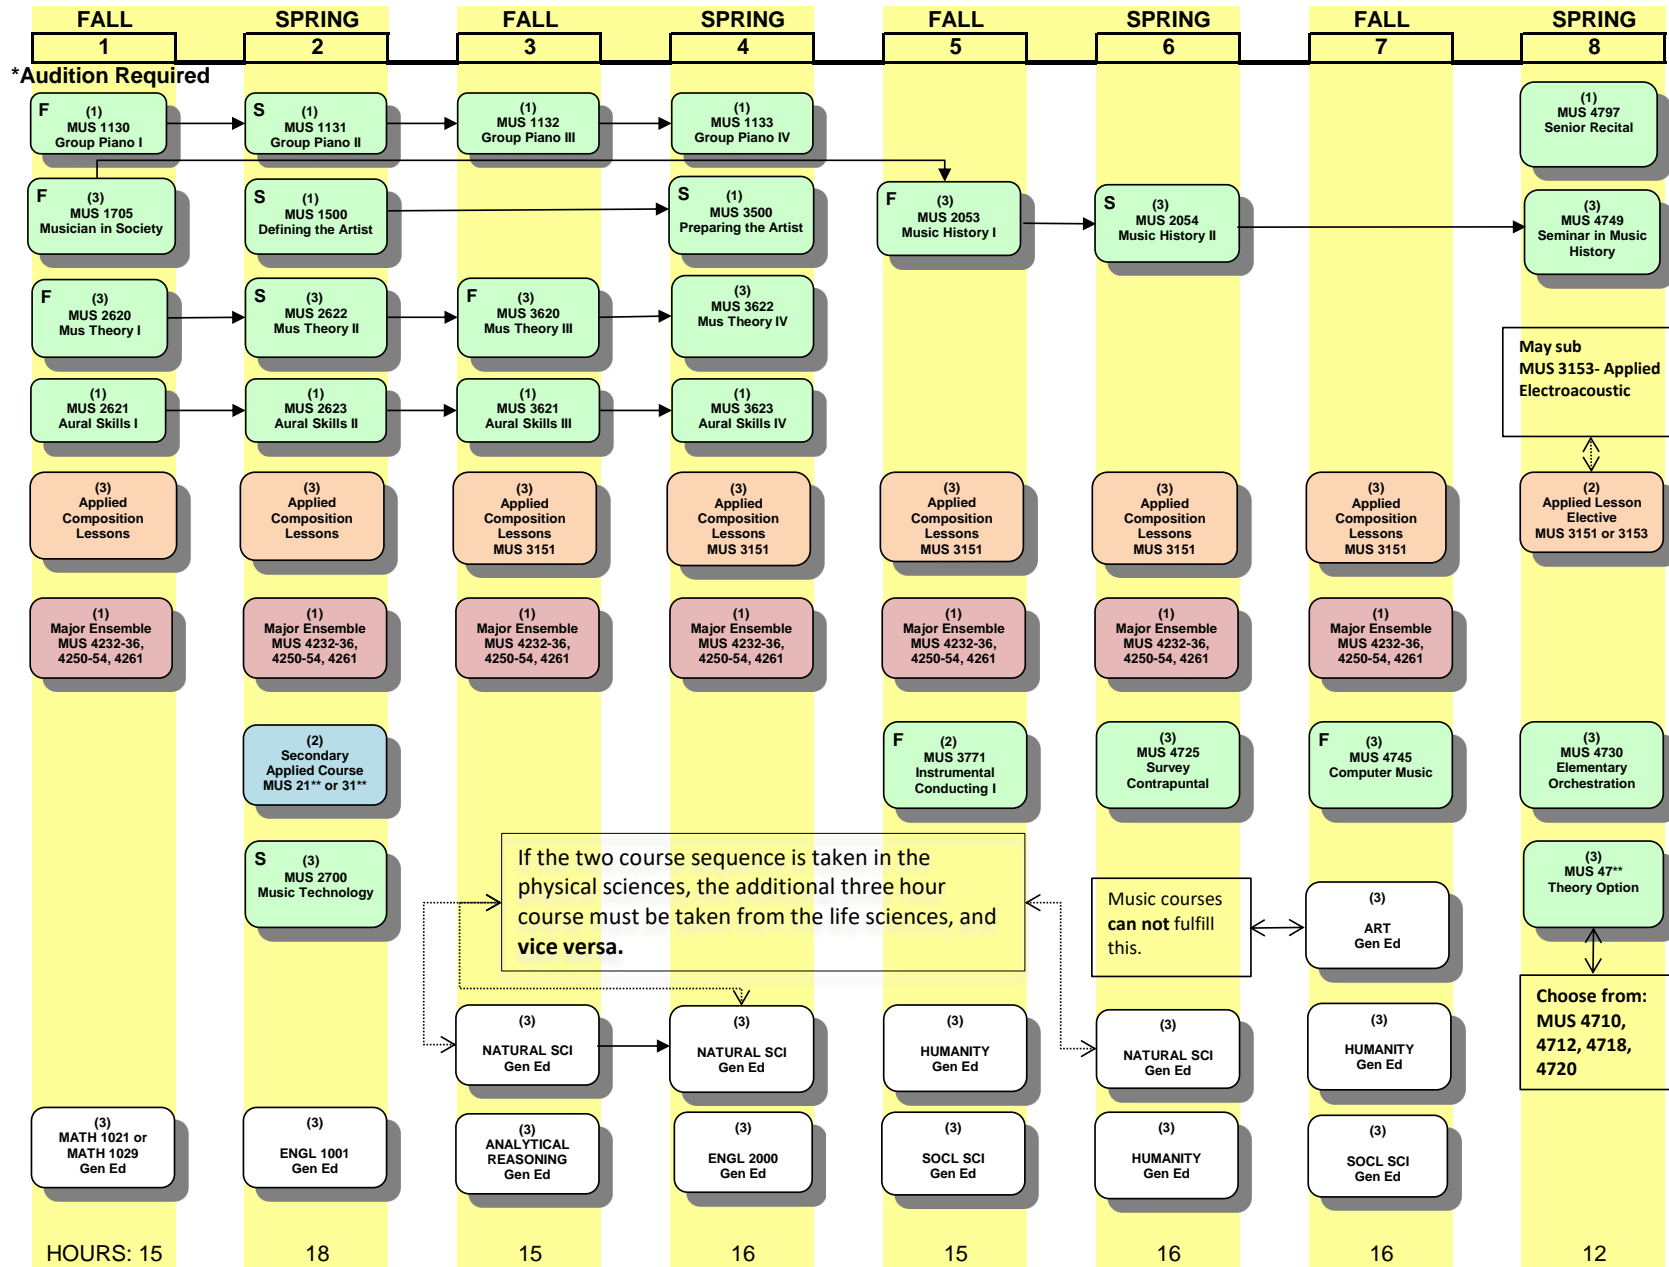 FALL
SPRING
FALL
SPRING
FALL
SPRING
FALL
SPRING
1
2
3
4
5
6
7
8
*Audition Required
F
(1)
MUS 1130
Group Piano I
S
(1)
MUS 1131
Group Piano II
(1)
MUS 1132
Group Piano III
(1)
MUS 1133
Group Piano IV
(1)
MUS 4797
Senior Recital
F
(3)
MUS 1705
Musician in Society
S
(1)
MUS 1500
Defining the Artist
S
(1)
MUS 3500
Preparing the Artist
F
(3)
MUS 2053
Music History I
S
(3)
MUS 2054
Music History II
(3)
MUS 4749
Seminar in Music
History
F
(3)
MUS 2620
Mus Theory I
S
(3)
MUS 2622
Mus Theory II
F
(3)
MUS 3620
Mus Theory III
(3)
MUS 3622
Mus Theory IV
May sub
MUS 3153- Applied
Electroacoustic
(1)
MUS 2621
Aural Skills I
(1)
MUS 2623
Aural Skills II
(1)
MUS 3621
Aural Skills III
(1)
MUS 3623
Aural Skills IV
(3)
Applied
Composition
Lessons
(3)
Applied
Composition
Lessons
(3)
Applied
Composition
Lessons
MUS 3151
(3)
Applied
Composition
Lessons
MUS 3151
(3)
Applied
Composition
Lessons
MUS 3151
(3)
Applied
Composition
Lessons
MUS 3151
(3)
Applied
Composition
Lessons
MUS 3151
(2)
Applied Lesson
Elective
MUS 3151 or 3153
(1)
Major Ensemble
MUS 4232-36,
4250-54, 4261
(1)
Major Ensemble
MUS 4232-36,
4250-54, 4261
(1)
Major Ensemble
MUS 4232-36,
4250-54, 4261
(1)
Major Ensemble
MUS 4232-36,
4250-54, 4261
(1)
Major Ensemble
MUS 4232-36,
4250-54, 4261
(1)
Major Ensemble
MUS 4232-36,
4250-54, 4261
(1)
Major Ensemble
MUS 4232-36,
4250-54, 4261
(2)
Secondary
Applied Course
MUS 21** or 31**
F
(2)
MUS 3771
Instrumental
Conducting I
(3)
MUS 4725
Survey
Contrapuntal
F
(3)
MUS 4745
Computer Music
(3)
MUS 4730
Elementary
Orchestration
S
(3)
MUS 2700
Music Technology
If the two course sequence is taken in the
physical sciences, the additional three hour
course must be taken from the life sciences, and
vice versa.
Music courses
can not fulfill
this.
(3)
ART
Gen Ed
(3)
MUS 47**
Theory Option
Choose from:
MUS 4710,
4712, 4718,
4720
(3)
NATURAL SCI
Gen Ed
(3)
NATURAL SCI
Gen Ed
(3)
HUMANITY
Gen Ed
(3)
NATURAL SCI
Gen Ed
(3)
HUMANITY
Gen Ed
(3)
MATH 1021 or
MATH 1029
Gen Ed
(3)
ENGL 1001
Gen Ed
(3)
ANALYTICAL
REASONING
Gen Ed
(3)
ENGL 2000
Gen Ed
(3)
SOCL SCI
Gen Ed
(3)
HUMANITY
Gen Ed
(3)
SOCL SCI
Gen Ed
HOURS: 15
18
15
16
15
16
16
12